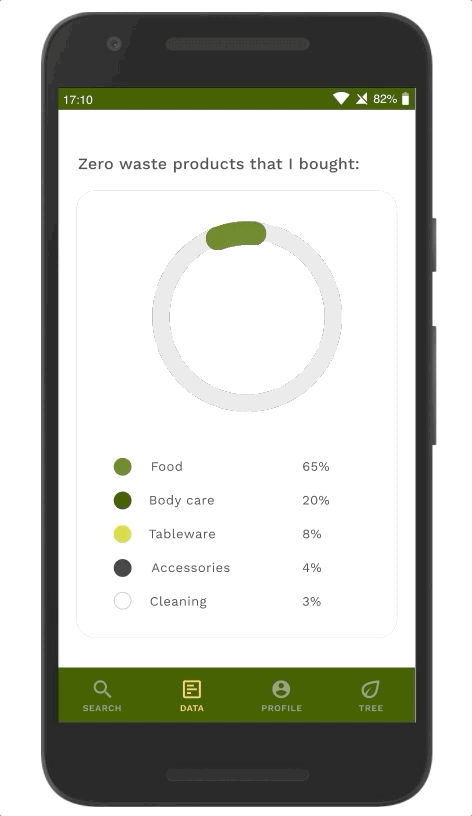 17:10 82%
Zero waste products that I bought:
Food 65%
Body care 20%
Tableware 8%
Accessories 4%
Cleaning 3%
SEARCH DATA PROFILE TREE